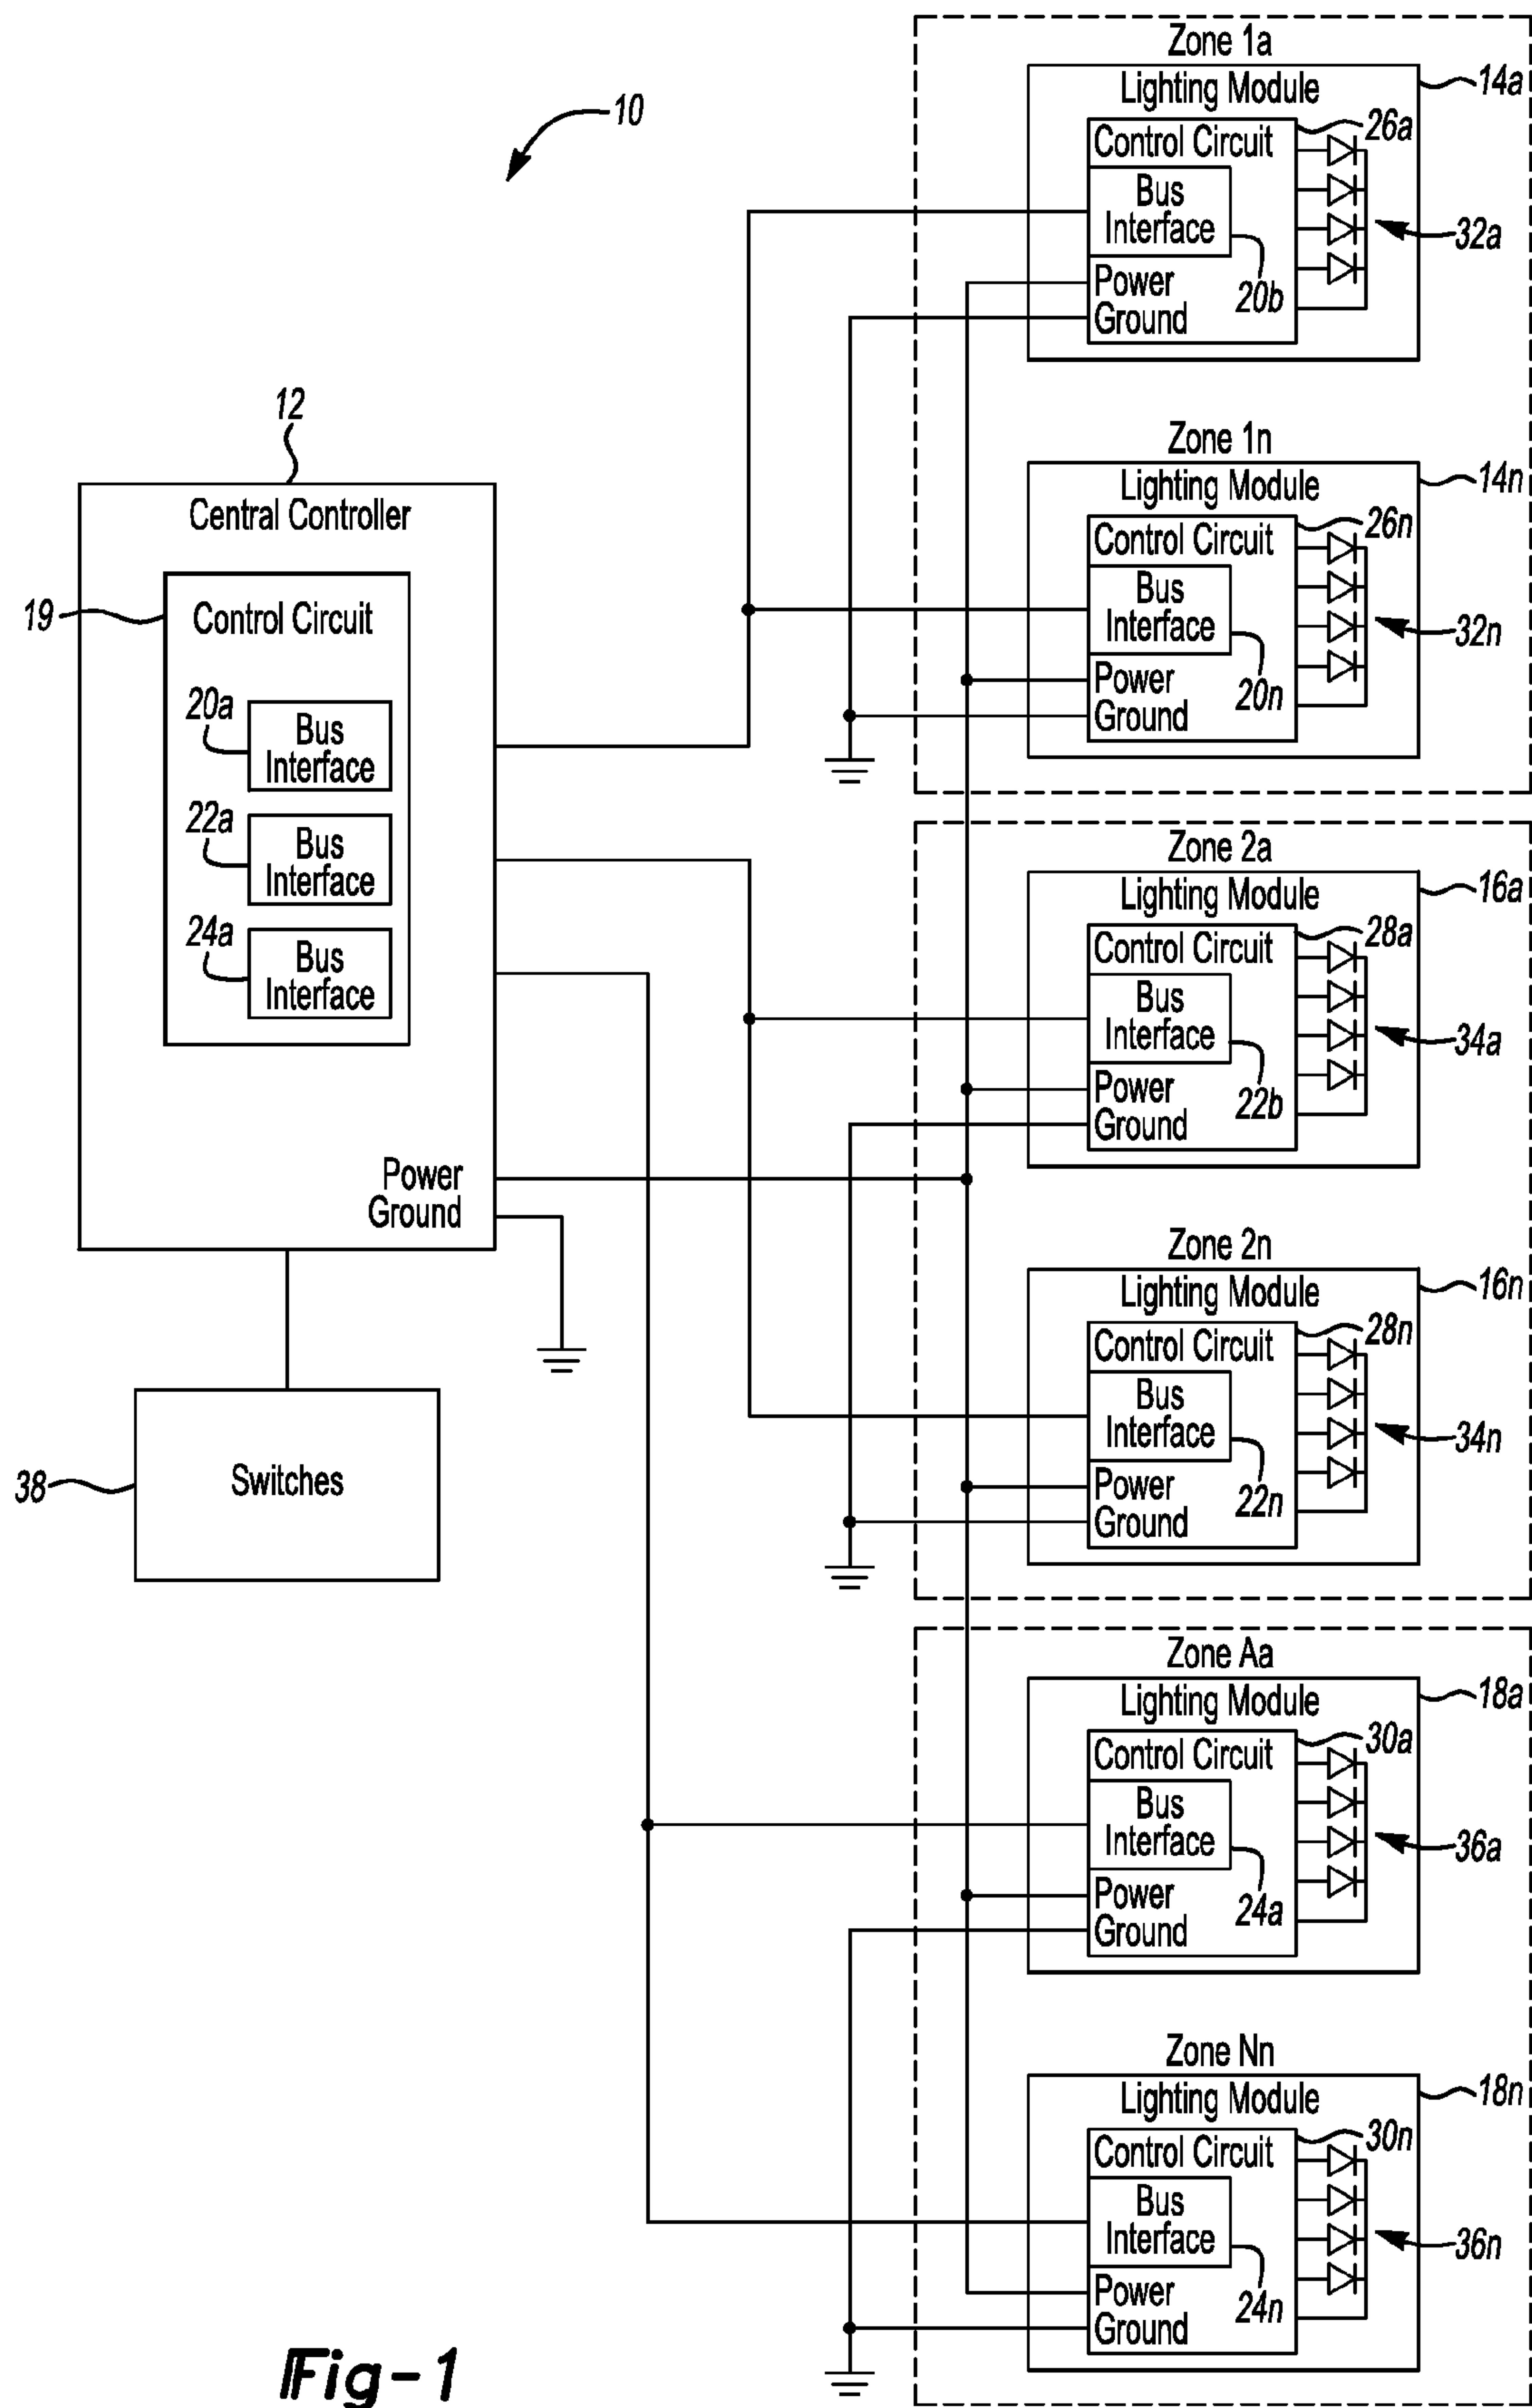 10
12
Central Controller
19
Control Circuit
20a
Bus
Interface
22a
Bus
Interface
24a
Bus
Interface
Power
Ground
38
Switches
Zone 1a
Lighting Module
14a
Control Circuit
26a
Bus
Interface
20b
32a
Power
Ground
Zone 1n
Lighting Module
14n
Control Circuit
26n
Bus
Interface
20n
32n
Power
Ground
Zone 2a
Lighting Module
16a
Control Circuit
28a
Bus
Interface
22b
34a
Power
Ground
Zone 2n
Lighting Module
16n
Control Circuit
28n
Bus
Interface
22n
34n
Power
Ground
Zone Aa
Lighting Module
18a
Control Circuit
30a
Bus
Interface
24a
36a
Power
Ground
Zone Nn
Lighting Module
18n
Control Circuit
30n
Bus
Interface
24n
36n
Power
Ground
Fig-1